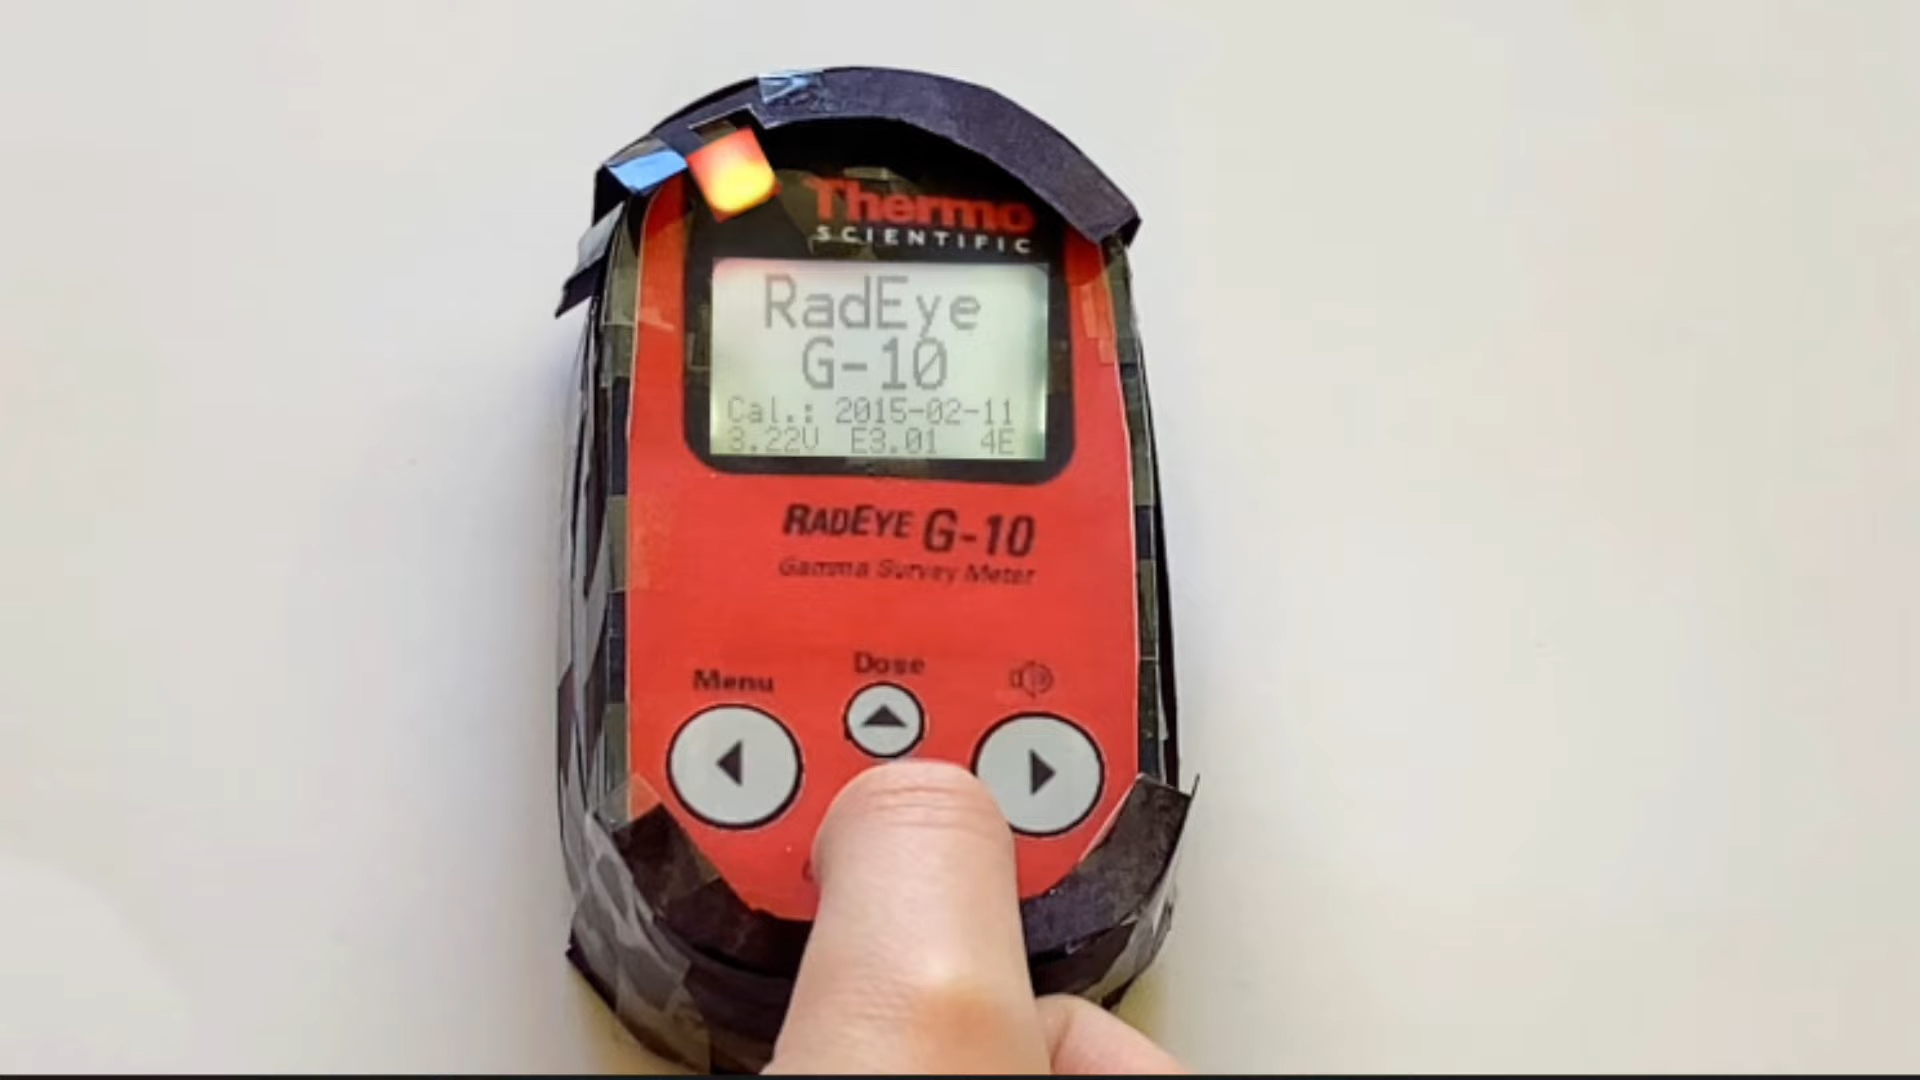 Thermo
SCIENTIFIC
RadEye
G-10
Cal.: 2015-02-11
3.22V E3.01 4E
RADEYE G-10
Gamma Survey Meter
Dose
Menu